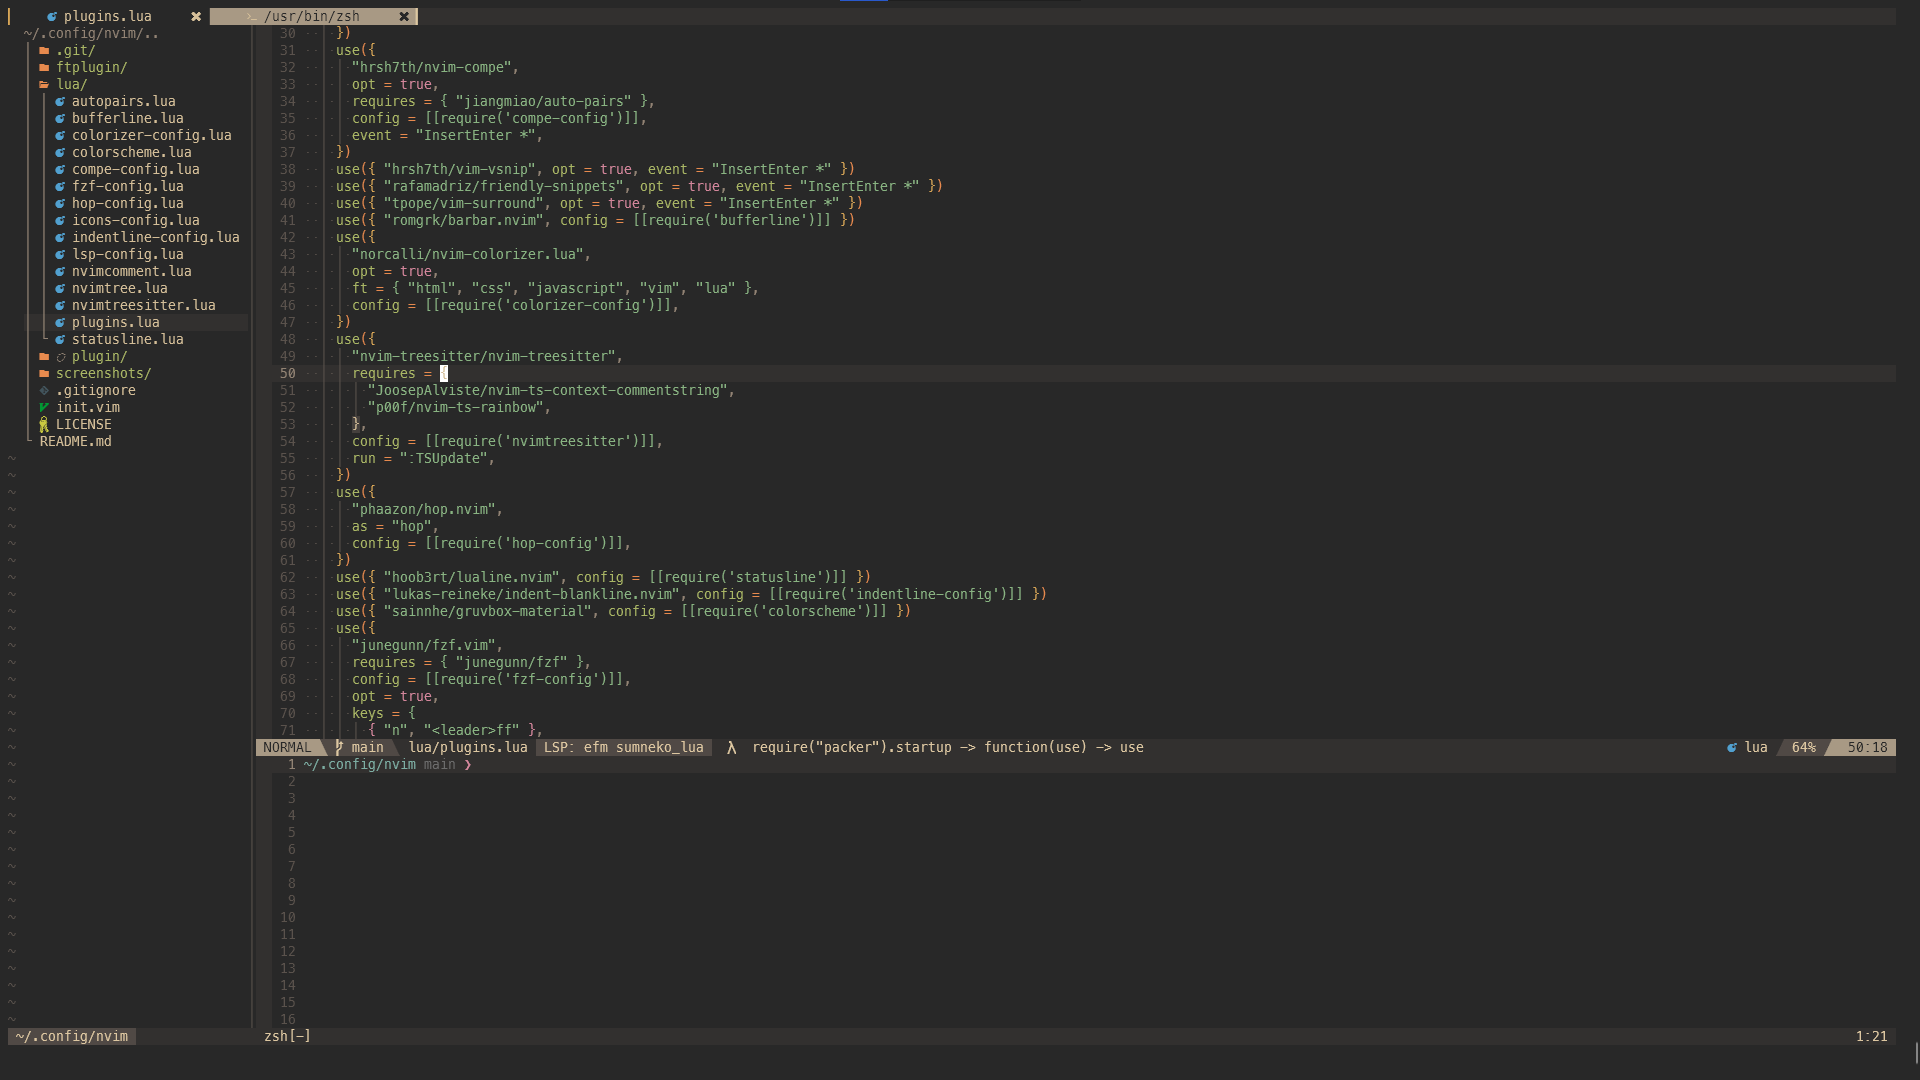 plugins.lua ✖ /usr/bin/zsh ✖
~/.config/nvim/..
.git/
ftplugin/
lua/
autopairs.lua
bufferline.lua
colorizer-config.lua
colorscheme.lua
compe-config.lua
fzf-config.lua
hop-config.lua
icons-config.lua
indentline-config.lua
lsp-config.lua
nvimcomment.lua
nvimtree.lua
nvimtreesitter.lua
plugins.lua
statusline.lua
plugin/
screenshots/
.gitignore
init.vim
LICENSE
README.md
~/.config/nvim
30 })
31 use({
32 "hrsh7th/nvim-compe",
33 opt = true,
34 requires = { "jiangmiao/auto-pairs" },
35 config = [[require('compe-config')]],
36 event = "InsertEnter *",
37 })
38 use({ "hrsh7th/vim-vsnip", opt = true, event = "InsertEnter *" })
39 use({ "rafamadriz/friendly-snippets", opt = true, event = "InsertEnter *" })
40 use({ "tpope/vim-surround", opt = true, event = "InsertEnter *" })
41 use({ "romgrk/barbar.nvim", config = [[require('bufferline')]] })
42 use({
43 "norcalli/nvim-colorizer.lua",
44 opt = true,
45 ft = { "html", "css", "javascript", "vim", "lua" },
46 config = [[require('colorizer-config')]],
47 })
48 use({
49 "nvim-treesitter/nvim-treesitter",
50 requires = {
51 "JoosepAlviste/nvim-ts-context-commentstring",
52 "p00f/nvim-ts-rainbow",
53 },
54 config = [[require('nvimtreesitter')]],
55 run = ":TSUpdate",
56 })
57 use({
58 "phaazon/hop.nvim",
59 as = "hop",
60 config = [[require('hop-config')]],
61 })
62 use({ "hoob3rt/lualine.nvim", config = [[require('statusline')]] })
63 use({ "lukas-reineke/indent-blankline.nvim", config = [[require('indentline-config')]] })
64 use({ "sainnhe/gruvbox-material", config = [[require('colorscheme')]] })
65 use({
66 "junegunn/fzf.vim",
67 requires = { "junegunn/fzf" },
68 config = [[require('fzf-config')]],
69 opt = true,
70 keys = {
71 { "n", "<leader>ff" },
NORMAL main lua/plugins.lua LSP: efm sumneko_lua λ require("packer").startup -> function(use) -> use lua 64% 50:18
1 ~/.config/nvim main ❯
2
3
4
5
6
7
8
9
10
11
12
13
14
15
16
zsh[-] 1:21